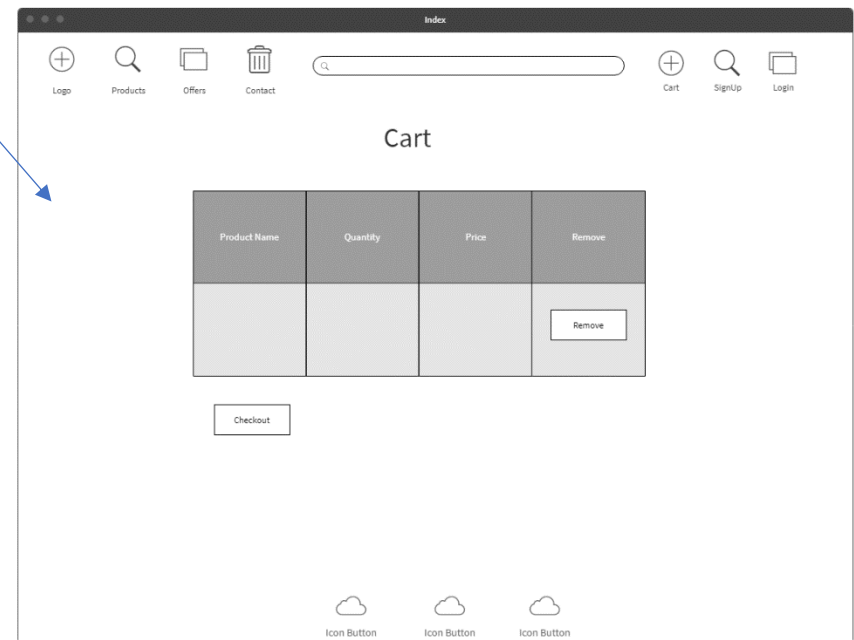 Index
Logo
Products
Offers
Contact
Cart
SignUp
Login
Cart
Product Name
Quantity
Price
Remove
Remove
Checkout
Icon Button
Icon Button
Icon Button